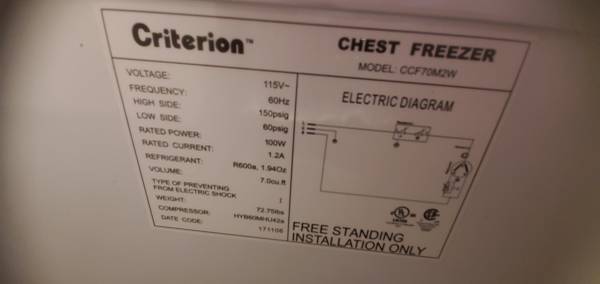 Criterion™
CHEST FREEZER
MODEL: CCF70M2W
VOLTAGE: 115V~
FREQUENCY: 60Hz
HIGH SIDE: 150psig
LOW SIDE: 60psig
RATED POWER: 100W
RATED CURRENT: 1.2A
REFRIGERANT: R600a, 1.94Oz
VOLUME: 7.0cu.ft
TYPE OF PREVENTING
FROM ELECTRIC SHOCK I
WEIGHT: 72.75lbs
COMPRESSOR: HYB60MHU42a
DATE CODE: 171106
ELECTRIC DIAGRAM
FREE STANDING
INSTALLATION ONLY